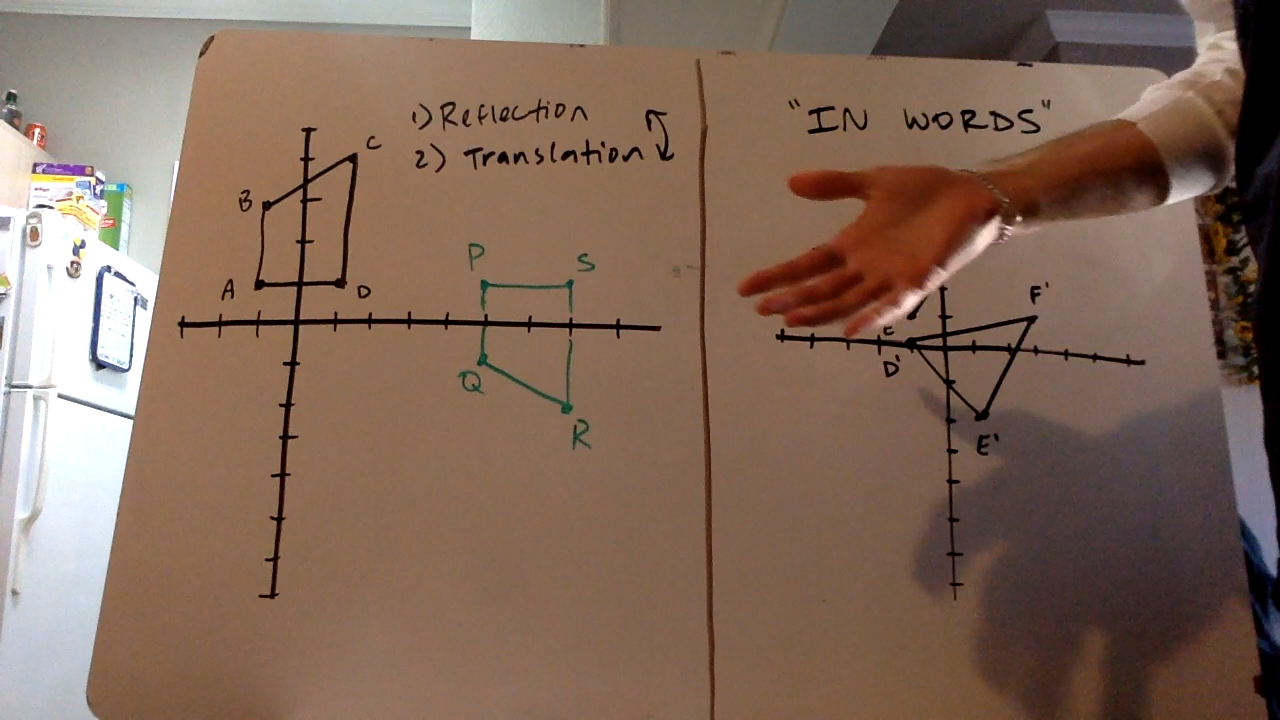 1) Reflection
2) Translation
C
B
A
D
P
S
Q
R
"IN WORDS"
F'
E
D'
E'